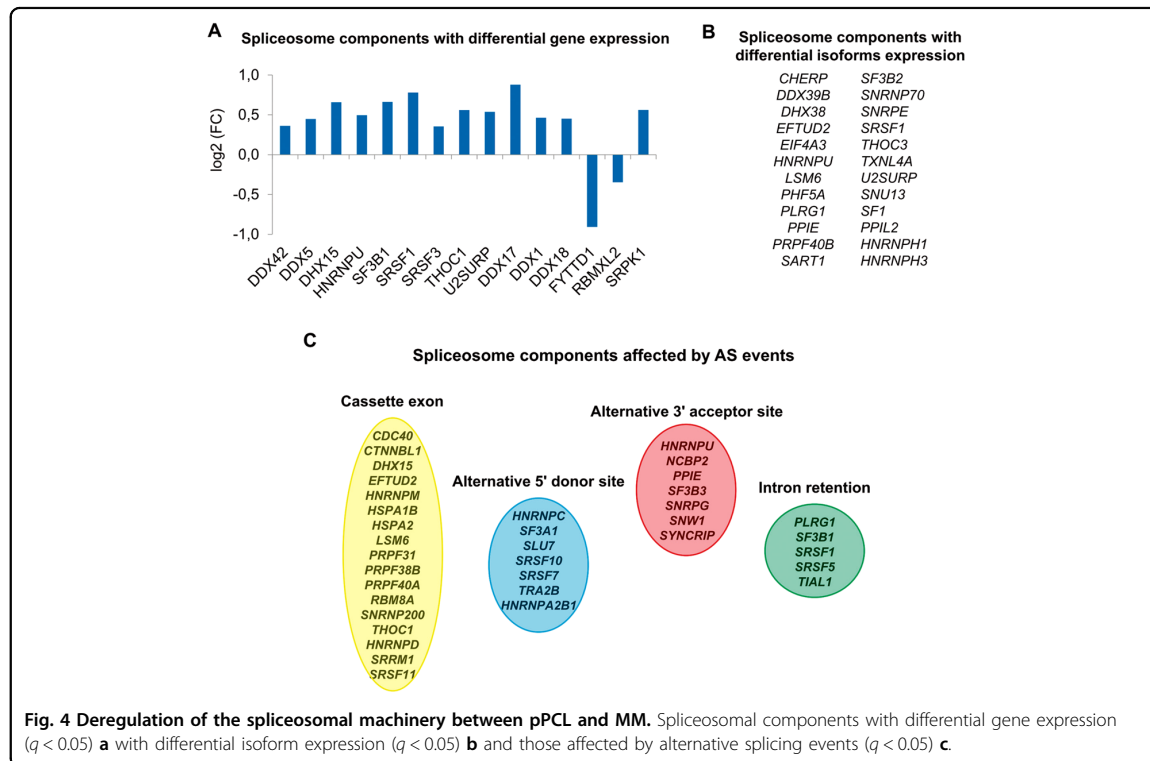 A
Spliceosome components with differential gene expression
log2 (FC)
1,0
0,5
0,0
-0,5
-1,0
DDX42
DDX5
DHX15
HNRNPU
SF3B1
SRSF1
SRSF3
THOC1
U2SURP
DDX17
DDX1
DDX18
FYTTD1
RBMXL2
SRPK1
B
Spliceosome components with
differential isoforms expression
CHERP
DDX39B
DHX38
EFTUD2
EIF4A3
HNRNPU
LSM6
PHF5A
PLRG1
PPIE
PRPF40B
SART1
SF3B2
SNRNP70
SNRPE
SRSF1
THOC3
TXNL4A
U2SURP
SNU13
SF1
PPIL2
HNRNPH1
HNRNPH3
C
Spliceosome components affected by AS events
Cassette exon
CDC40
CTNNBL1
DHX15
EFTUD2
HNRNPM
HSPA1B
HSPA2
LSM6
PRPF31
PRPF38B
PRPF40A
RBM8A
SNRNP200
THOC1
HNRNPD
SRRM1
SRSF11
Alternative 5' donor site
HNRNPC
SF3A1
SLU7
SRSF10
SRSF7
TRA2B
HNRNPA2B1
Alternative 3' acceptor site
HNRNPU
NCBP2
PPIE
SF3B3
SNRPG
SNW1
SYNCRIP
Intron retention
PLRG1
SF3B1
SRSF1
SRSF5
TIAL1
Fig. 4 Deregulation of the spliceosomal machinery between pPCL and MM. Spliceosomal components with differential gene expression
(q < 0.05) a with differential isoform expression (q < 0.05) b and those affected by alternative splicing events (q < 0.05) c.